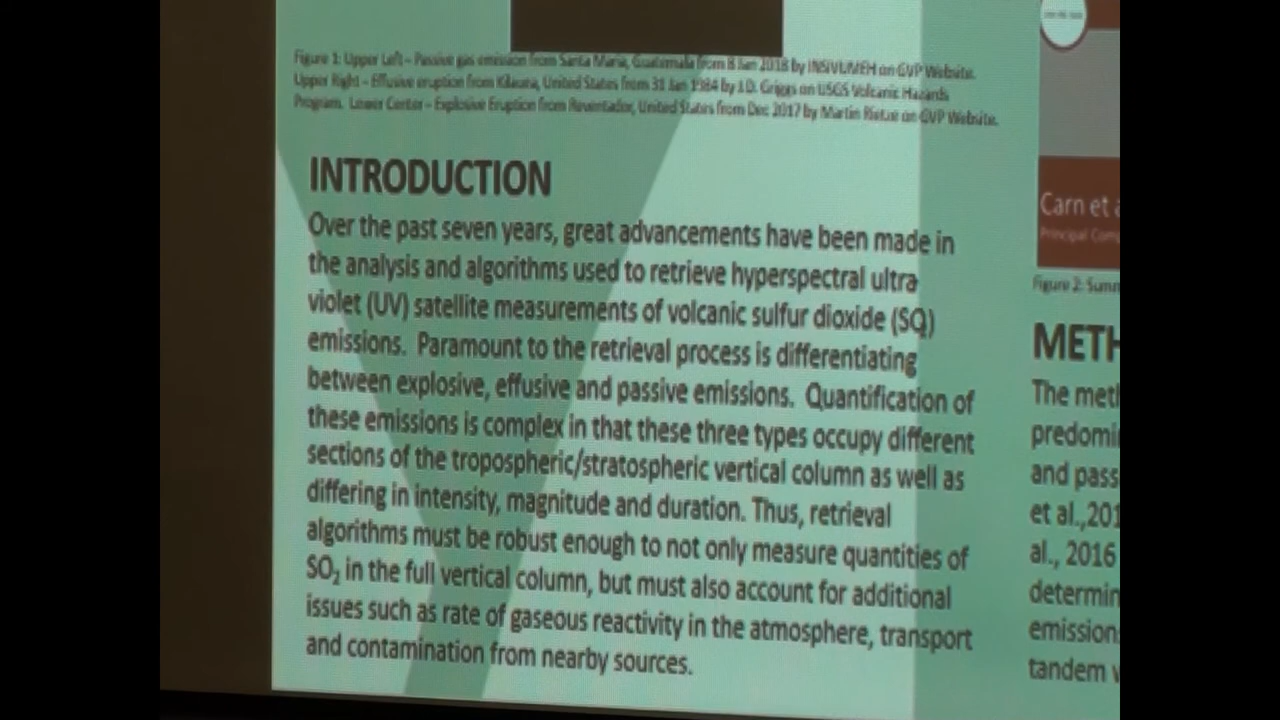 Figure 1: Upper Left – Passive gas emission from Santa Maria, Guatemala from 8 Jan 2018 by INSIVUMEH on GVP Website.
Upper Right – Effusive eruption from Kilauea, United States from 31 Jan 1984 by J.D. Griggs on USGS Volcanic Hazards
Program. Lower Center – Explosive Eruption from Reventador, United States from Dec 2017 by Martin on GVP Website.
INTRODUCTION
Over the past seven years, great advancements have been made in
the analysis and algorithms used to retrieve hyperspectral ultra
violet (UV) satellite measurements of volcanic sulfur dioxide (SQ)
emissions. Paramount to the retrieval process is differentiating
between explosive, effusive and passive emissions. Quantification of
these emissions is complex in that these three types occupy different
sections of the tropospheric/stratospheric vertical column as well as
differing in intensity, magnitude and duration. Thus, retrieval
algorithms must be robust enough to not only measure quantities of
SO₂ in the full vertical column, but must also account for additional
issues such as rate of gaseous reactivity in the atmosphere, transport
and contamination from nearby sources.
Carn et a
Principal Com
Figure 2: Summ
METH
The meth
predomi
and pass
et al.,201
al., 2016
determin
emission
tandem w